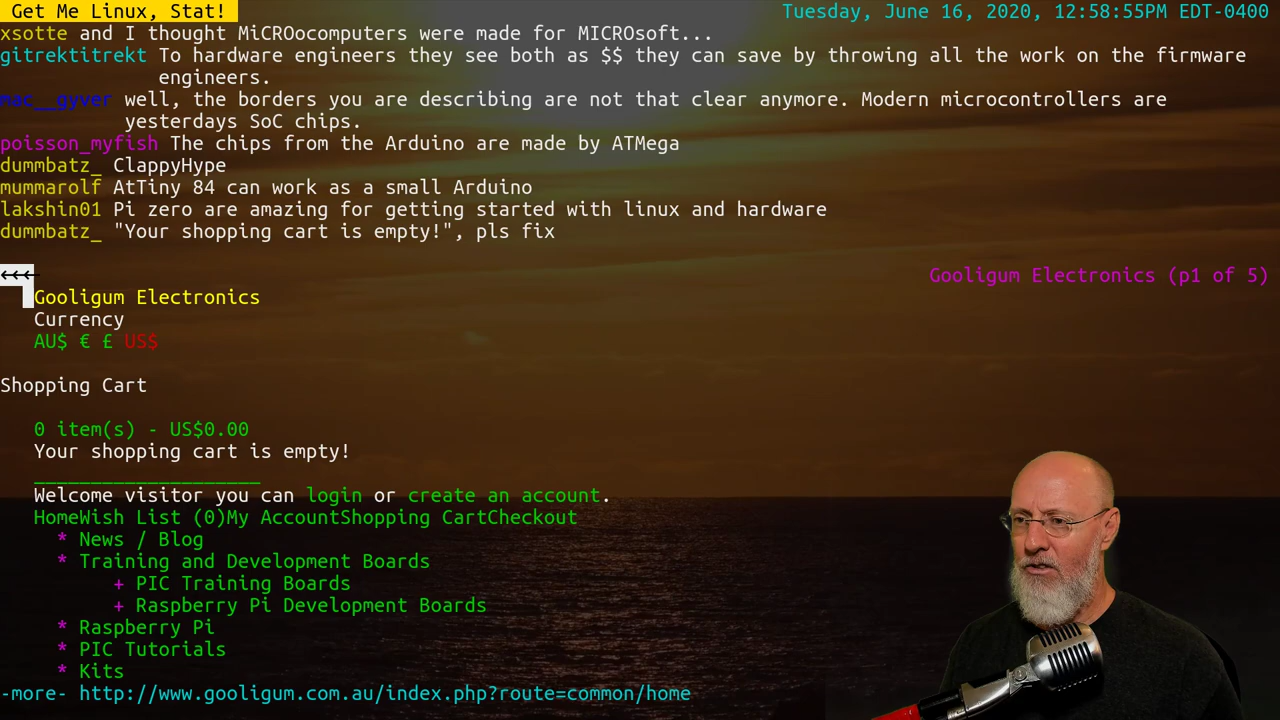 Get Me Linux, Stat!
Tuesday, June 16, 2020, 12:58:55PM EDT-0400
xsotte and I thought MiCROocomputers were made for MICROsoft...
gitrektitrekt To hardware engineers they see both as $$ they can save by throwing all the work on the firmware
engineers.
mac__gyver well, the borders you are describing are not that clear anymore. Modern microcontrollers are
yesterdays SoC chips.
poisson_myfish The chips from the Arduino are made by ATMega
dummbatz_ ClappyHype
mummarolf AtTiny 84 can work as a small Arduino
lakshin01 Pi zero are amazing for getting started with linux and hardware
dummbatz_ "Your shopping cart is empty!", pls fix
←←← Gooligum Electronics (p1 of 5)
Gooligum Electronics
Currency
AU$ € £ US$
Shopping Cart
0 item(s) - US$0.00
Your shopping cart is empty!
____________________
Welcome visitor you can login or create an account.
HomeWish List (0)My AccountShopping CartCheckout
* News / Blog
* Training and Development Boards
+ PIC Training Boards
+ Raspberry Pi Development Boards
* Raspberry Pi
* PIC Tutorials
* Kits
-more- http://www.gooligum.com.au/index.php?route=common/home